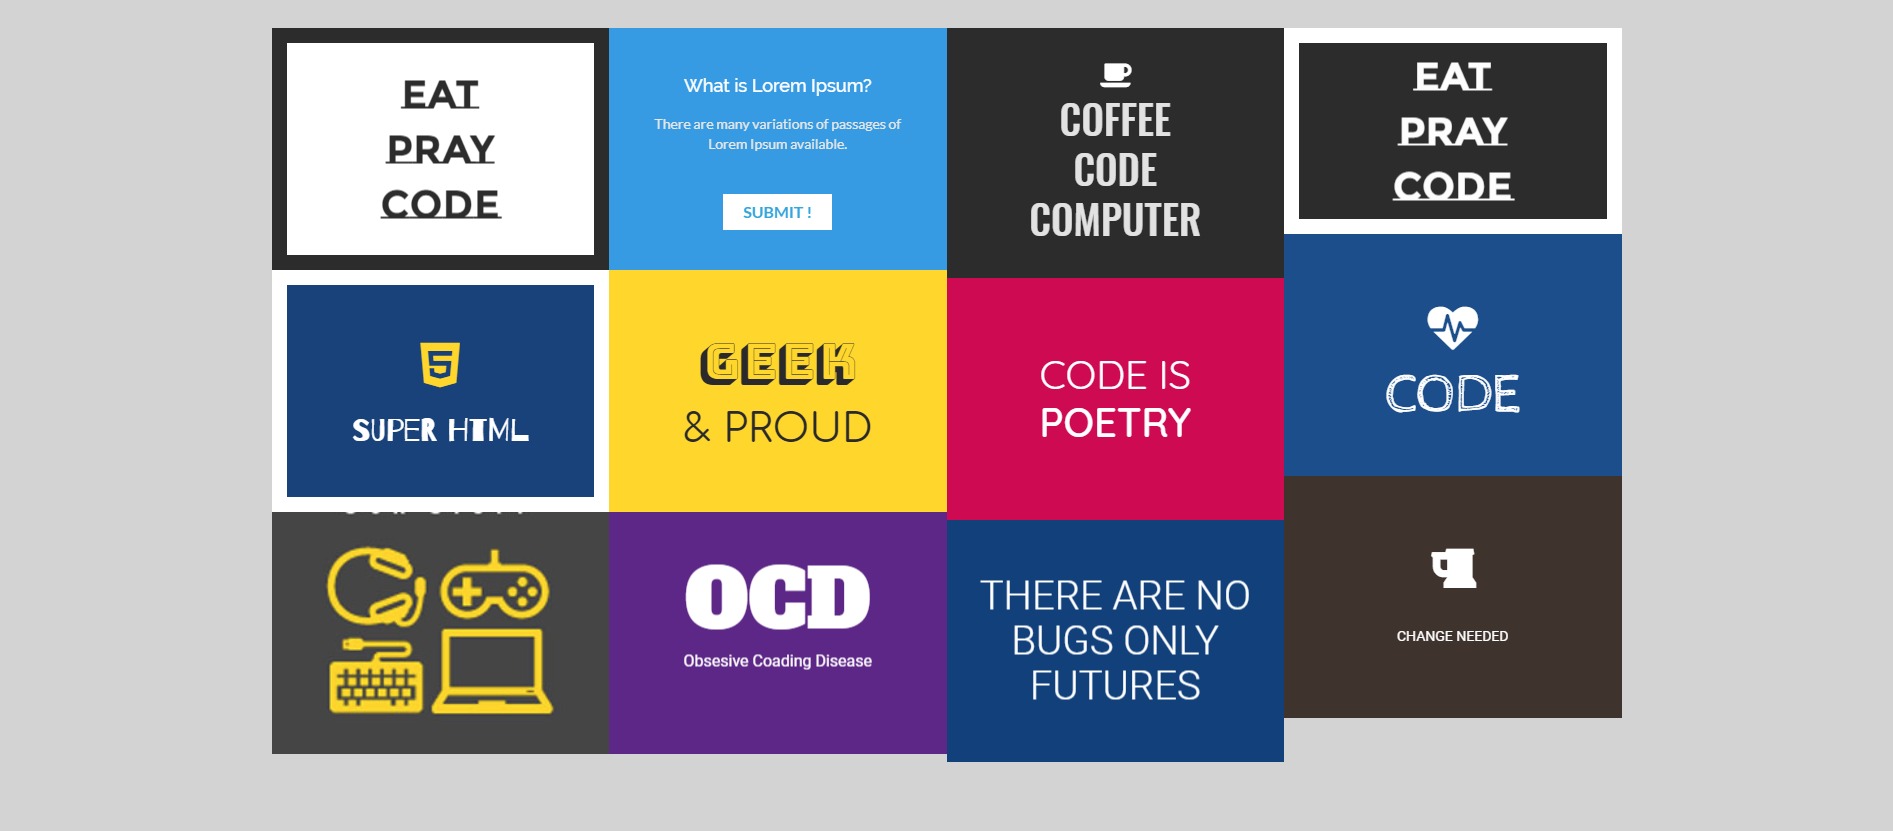 EAT
PRAY
CODE
What is Lorem Ipsum?
There are many variations of passages of
Lorem Ipsum available.
SUBMIT !
COFFEE
CODE
COMPUTER
EAT
PRAY
CODE
5
SUPER HTML
GEEK
& PROUD
CODE IS
POETRY
CODE
OCD
Obsesive Coading Disease
THERE ARE NO
BUGS ONLY
FUTURES
CHANGE NEEDED